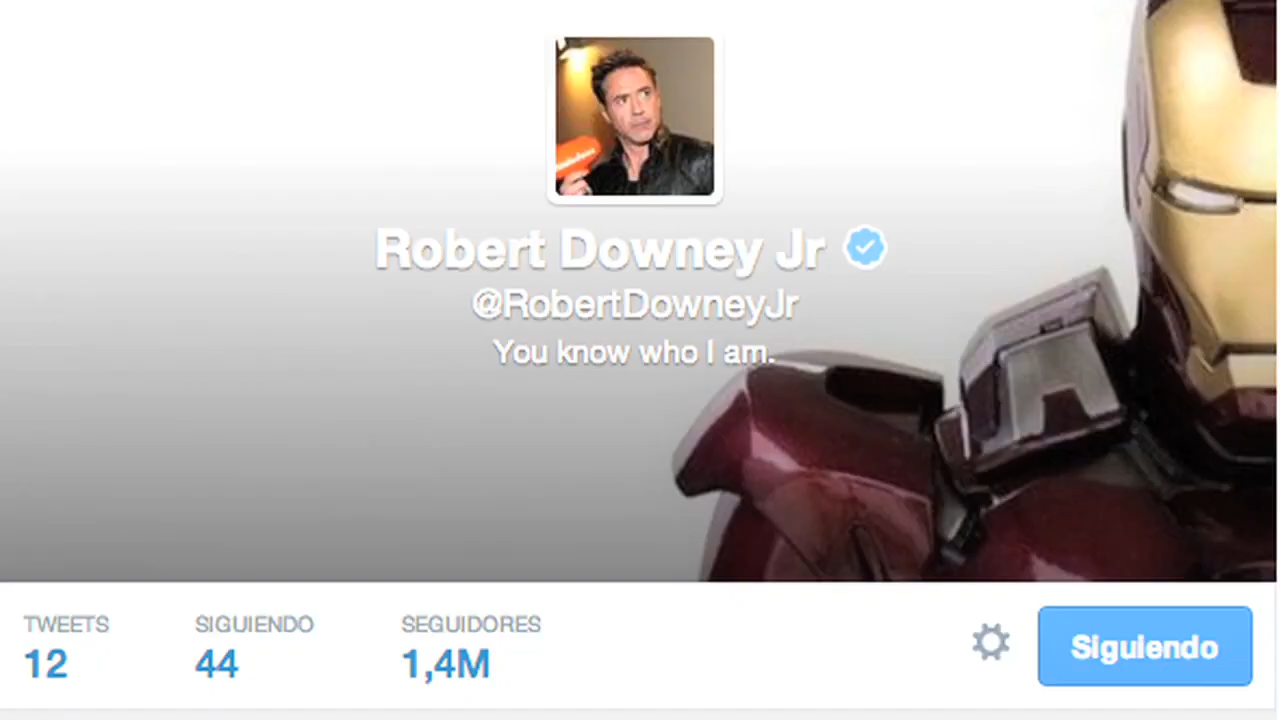 Robert Downey Jr
@RobertDowneyJr
You know who I am.
TWEETS SIGUIENDO SEGUIDORES
12 44 1,4M
Siguiendo